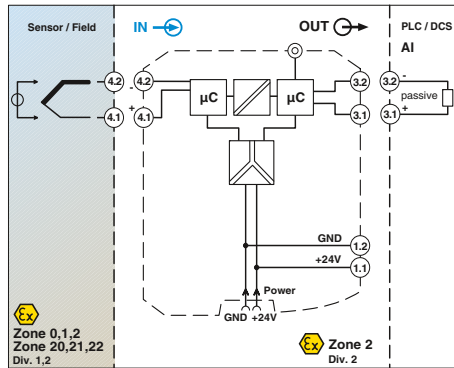 Sensor / Field
IN
OUT
PLC / DCS
AI
4.2
4.2
-
µC
µC
3.2
3.2
-
passive
4.1
+
4.1
3.1
3.1
+
GND
1.2
+24V
1.1
Power
GND +24V
Ex
Zone 0,1,2
Zone 20,21,22
Div. 1,2
Ex
Zone 2
Div. 2